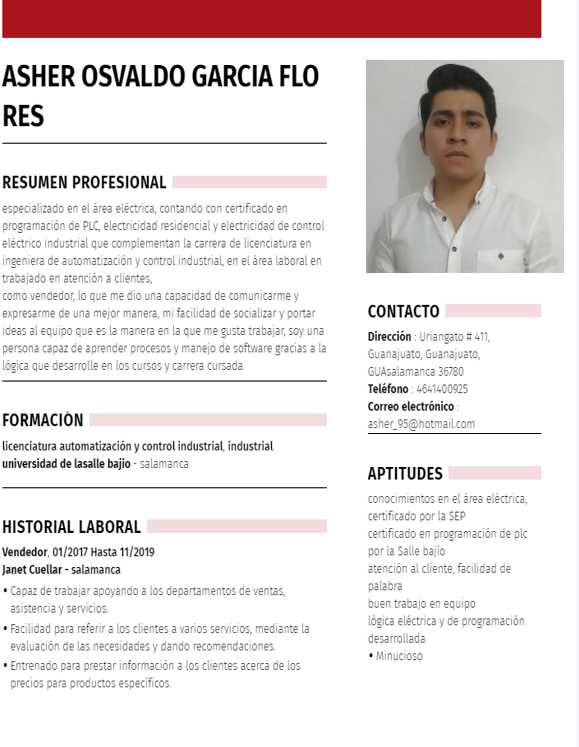 ASHER OSVALDO GARCIA FLO
RES
RESUMEN PROFESIONAL
especializado en el área eléctrica, contando con certificado en
programación de PLC, electricidad residencial y electricidad de control
eléctrico industrial que complementan la carrera de licenciatura en
ingeniera de automatización y control industrial, en el área laboral en
trabajado en atención a clientes,
como vendedor, lo que me dio una capacidad de comunicarme y
expresarme de una mejor manera, mi facilidad de socializar y portar
ideas al equipo que es la manera en la que me gusta trabajar, soy una
persona capaz de aprender procesos y manejo de software gracias a la
lógica que desarrolle en los cursos y carrera cursada.
FORMACIÓN
licenciatura automatización y control industrial, industrial
universidad de lasalle bajio - salamanca
HISTORIAL LABORAL
Vendedor, 01/2017 Hasta 11/2019
Janet Cuellar - salamanca
• Capaz de trabajar apoyando a los departamentos de ventas,
asistencia y servicios.
• Facilidad para referir a los clientes a varios servicios, mediante la
evaluación de las necesidades y dando recomendaciones.
• Entrenado para prestar información a los clientes acerca de los
precios para productos específicos.
CONTACTO
Dirección : Uriangato # 411,
Guanajuato, Guanajuato,
GUAsalamanca 36780
Teléfono : 4641400925
Correo electrónico :
asher_95@hotmail.com
APTITUDES
conocimientos en el área eléctrica,
certificado por la SEP
certificado en programación de plc
por la Salle bajío
atención al cliente, facilidad de
palabra
buen trabajo en equipo
lógica eléctrica y de programación
desarrollada
• Minucioso